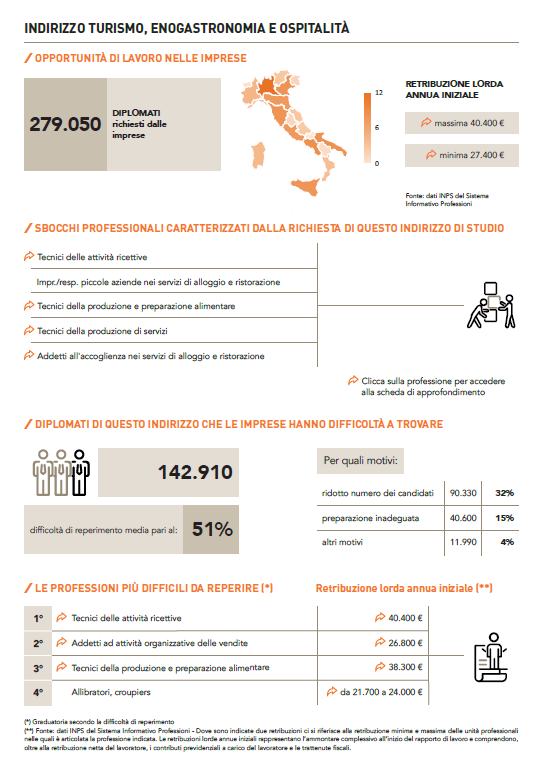 INDIRIZZO TURISMO, ENOGASTRONOMIA E OSPITALITÀ
/ OPPORTUNITÀ DI LAVORO NELLE IMPRESE
279.050
DIPLOMATI
richiesti dalle
imprese
12
6
0
RETRIBUZIONE LORDA
ANNUA INIZIALE
massima 40.400 €
minima 27.400 €
Fonte: dati INPS del Sistema
Informativo Professioni
/ SBOCCHI PROFESSIONALI CARATTERIZZATI DALLA RICHIESTA DI QUESTO INDIRIZZO DI STUDIO
Tecnici delle attività ricettive
Impr./resp. piccole aziende nei servizi di alloggio e ristorazione
Tecnici della produzione e preparazione alimentare
Tecnici della produzione di servizi
Addetti all'accoglienza nei servizi di alloggio e ristorazione
Clicca sulla professione per accedere
alla scheda di approfondimento
/ DIPLOMATI DI QUESTO INDIRIZZO CHE LE IMPRESE HANNO DIFFICOLTÀ A TROVARE
142.910
difficoltà di reperimento media pari al: 51%
Per quali motivi:
ridotto numero dei candidati 90.330 32%
preparazione inadeguata 40.600 15%
altri motivi 11.990 4%
/ LE PROFESSIONI PIÙ DIFFICILI DA REPERIRE (*) Retribuzione lorda annua iniziale (**)
1° Tecnici delle attività ricettive 40.400 €
2° Addetti ad attività organizzative delle vendite 26.800 €
3° Tecnici della produzione e preparazione alimentare 38.300 €
4° Allibratori, croupiers da 21.700 a 24.000 €
(*) Graduatoria secondo la difficoltà di reperimento
(**) Fonte: dati INPS del Sistema Informativo Professioni - Dove sono indicate due retribuzioni ci si riferisce alla retribuzione minima e massima delle unità professionali
nelle quali è articolata la professione indicata. Le retribuzioni lorde annue iniziali rappresentano l'ammontare complessivo all'inizio del rapporto di lavoro e comprendono,
oltre alla retribuzione netta del lavoratore, i contributi previdenziali a carico del lavoratore e le trattenute fiscali.